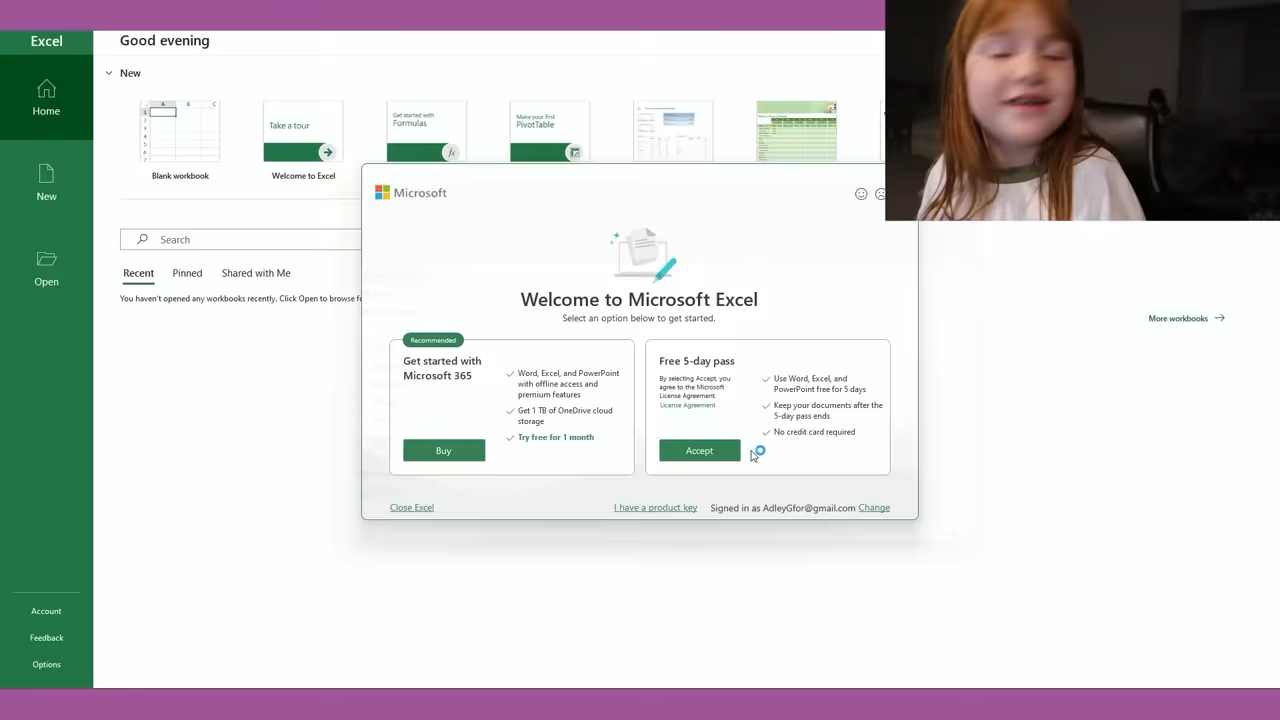 Excel
Home
New
Open
Account
Feedback
Options
Good evening
New
A B C
1
Take a tour
Get started with
Formulas
fx
Make your first
PivotTable
Blank workbook
Welcome to Excel
Search
Recent Pinned Shared with Me
You haven't opened any workbooks recently. Click Open to browse fo
More workbooks
Microsoft
Welcome to Microsoft Excel
Select an option below to get started.
Recommended
Get started with
Microsoft 365
Word, Excel, and PowerPoint
with offline access and
premium features
Get 1 TB of OneDrive cloud
storage
Try free for 1 month
Buy
Free 5-day pass
By selecting Accept, you
agree to the Microsoft
License Agreement.
License Agreement
Use Word, Excel, and
PowerPoint free for 5 days
Keep your documents after the
5-day pass ends
No credit card required
Accept
Close Excel
I have a product key
Signed in as AdleyGfor@gmail.com Change